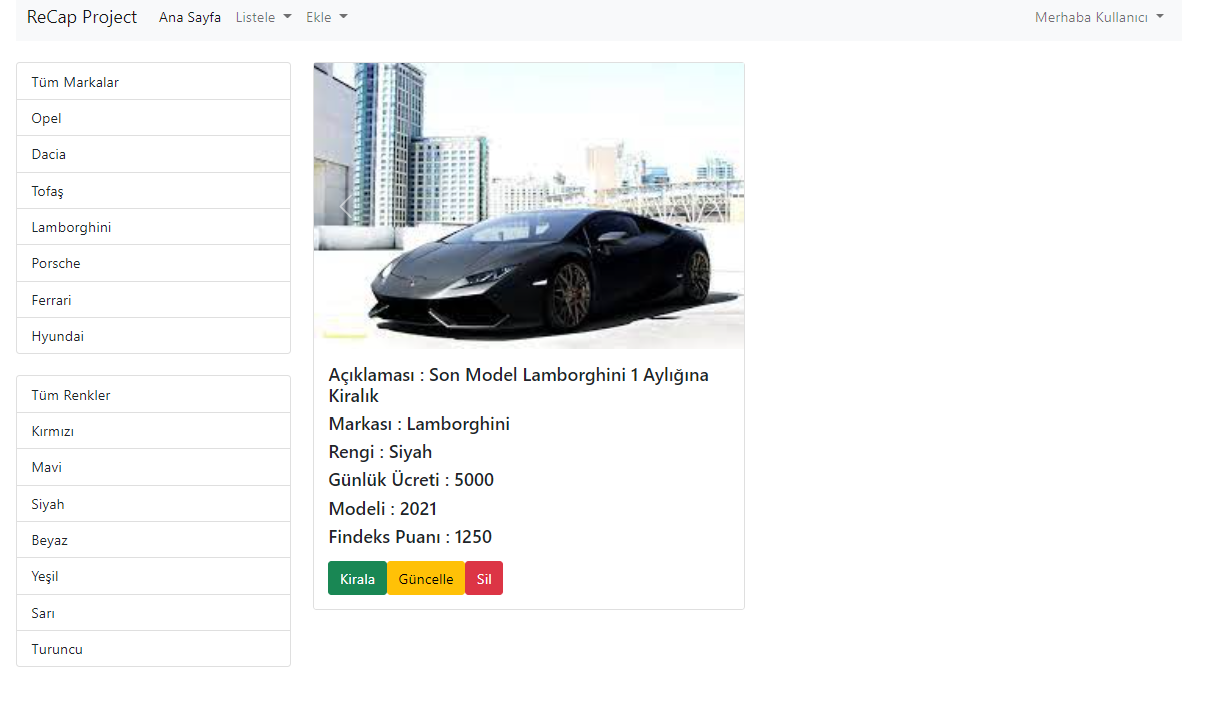 ReCap Project Ana Sayfa Listele Ekle Merhaba Kullanıcı
Tüm Markalar
Opel
Dacia
Tofaş
Lamborghini
Porsche
Ferrari
Hyundai
Tüm Renkler
Kırmızı
Mavi
Siyah
Beyaz
Yeşil
Sarı
Turuncu
Açıklaması : Son Model Lamborghini 1 Aylığına
Kiralık
Markası : Lamborghini
Rengi : Siyah
Günlük Ücreti : 5000
Modeli : 2021
Findeks Puanı : 1250
Kirala Güncelle Sil